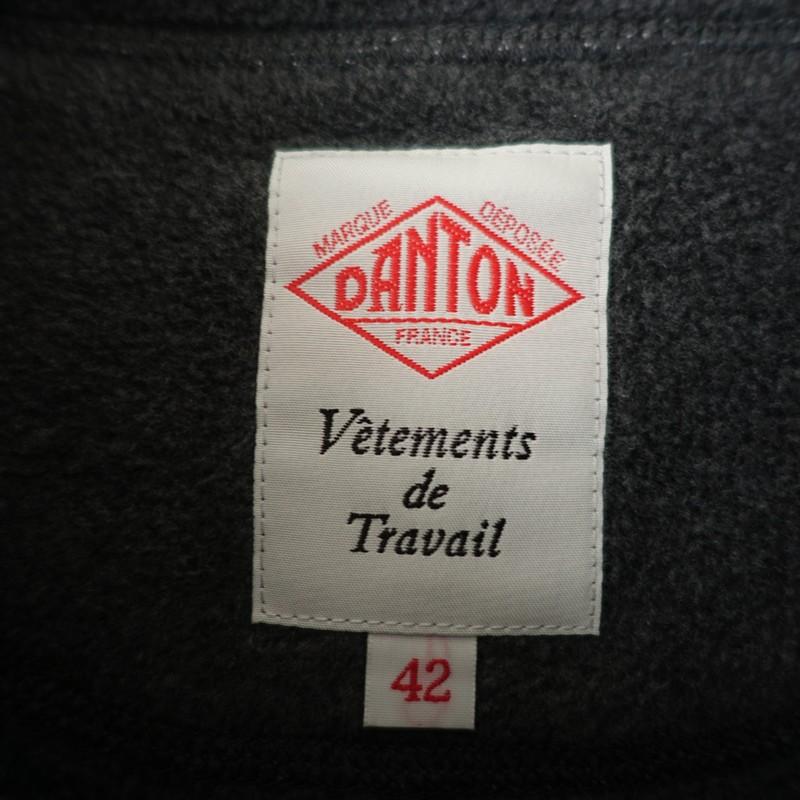 MARQUE DÉPOSÉE
DANTON
FRANCE
Vêtements
de
Travail
42